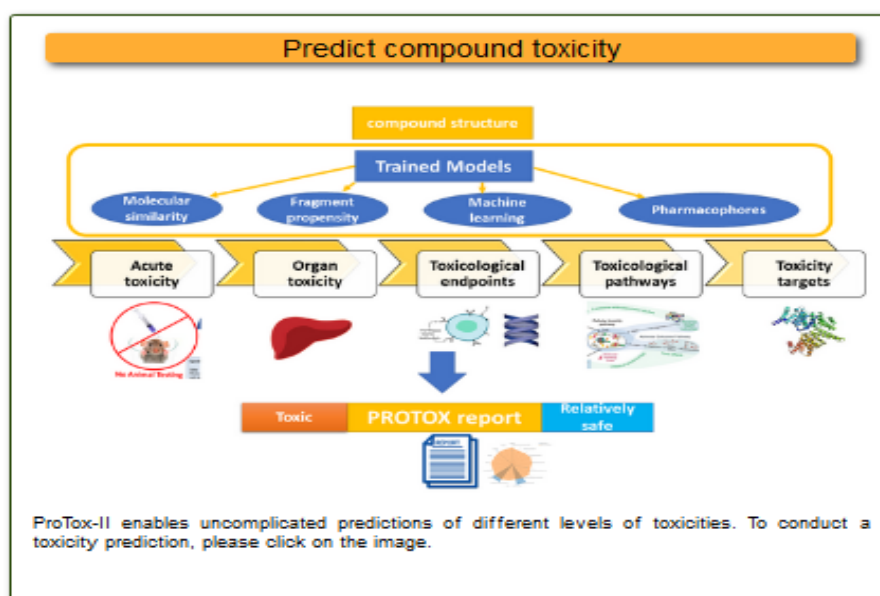 Predict compound toxicity
compound structure
Trained Models
Molecular similarity
Fragment propensity
Machine learning
Pharmacophores
Acute toxicity
Organ toxicity
Toxicological endpoints
Toxicological pathways
Toxicity targets
No Animal Testing
Toxic
PROTOX report
Relatively safe
REPORT
ProTox-II enables uncomplicated predictions of different levels of toxicities. To conduct a
toxicity prediction, please click on the image.